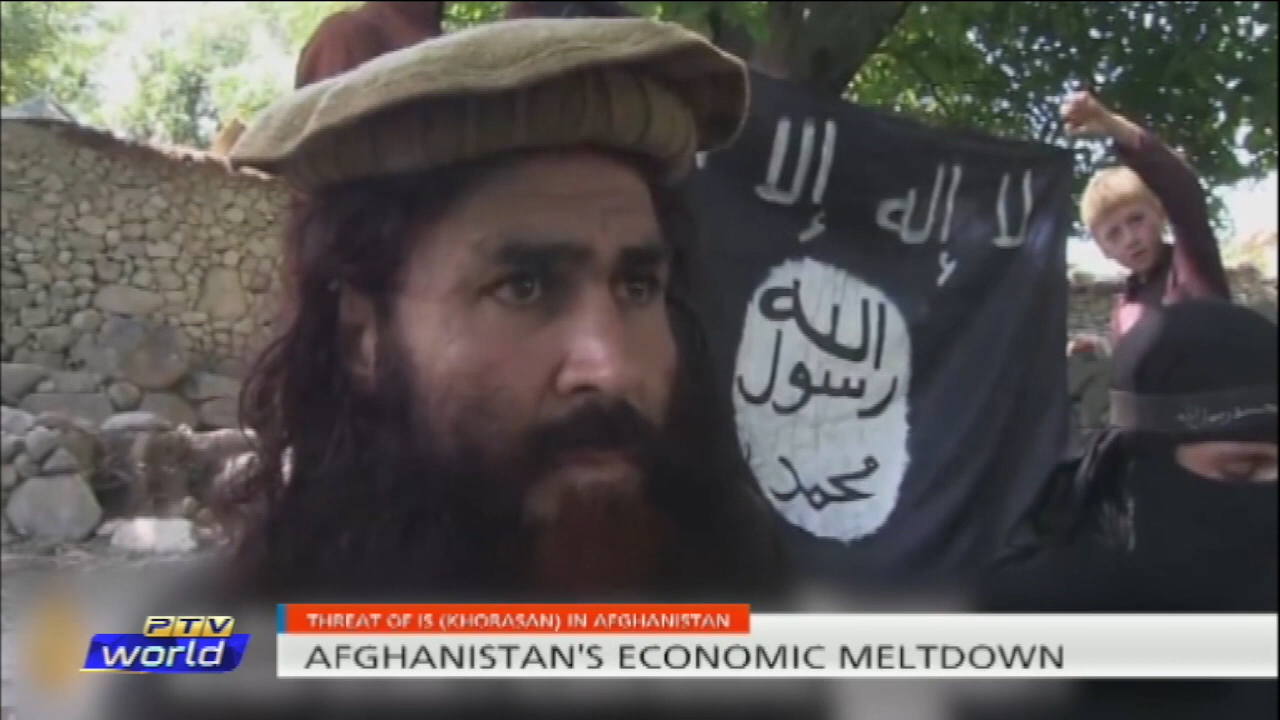 لا إله إلا
الله
رسول
محمد
PTV
world
THREAT OF IS (KHORASAN) IN AFGHANISTAN
AFGHANISTAN'S ECONOMIC MELTDOWN